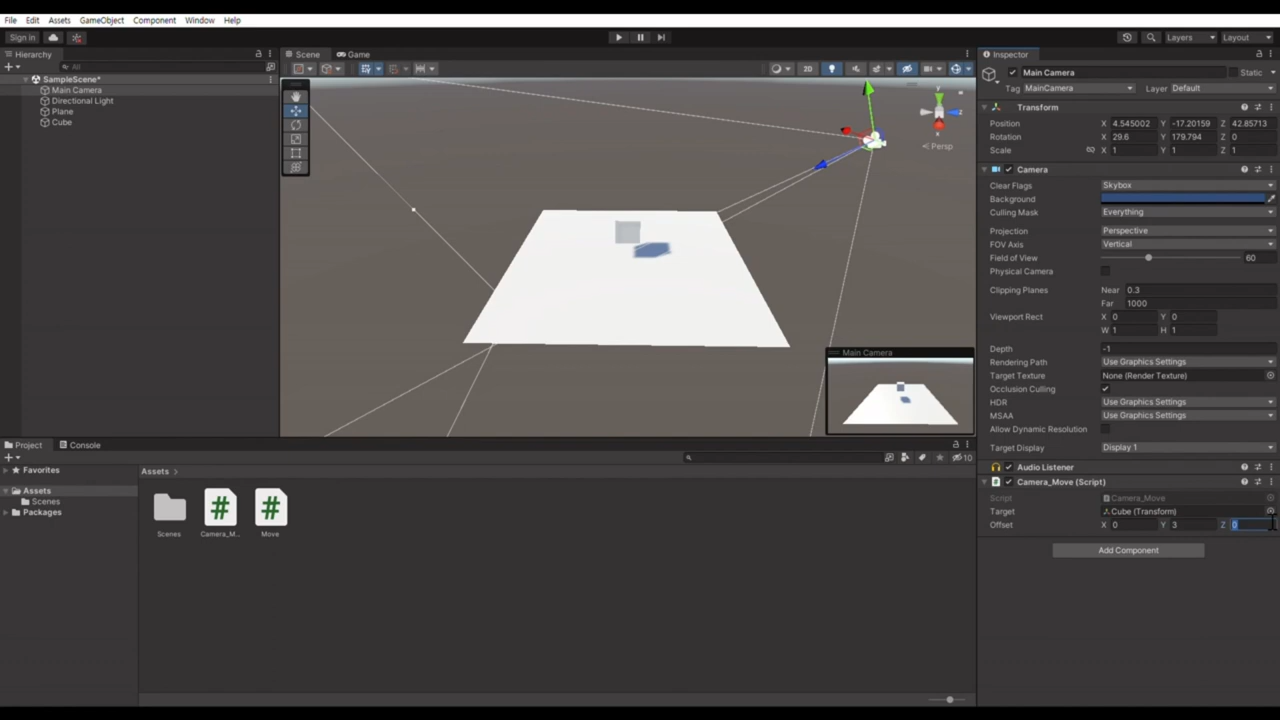 File Edit Assets GameObject Component Window Help
Sign in
Layers Layout
Hierarchy
All
SampleScene*
Main Camera
Directional Light
Plane
Cube
Scene Game
2D
y
z
< Persp
Main Camera
Inspector
Main Camera Static
Tag MainCamera Layer Default
Transform
Position X 4.545002 Y -17.20159 Z 42.85713
Rotation X 29.6 Y 179.794 Z 0
Scale X 1 Y 1 Z 1
Camera
Clear Flags Skybox
Background
Culling Mask Everything
Projection Perspective
FOV Axis Vertical
Field of View 60
Physical Camera
Clipping Planes Near 0.3
Far 1000
Viewport Rect X 0 Y 0
W 1 H 1
Depth -1
Rendering Path Use Graphics Settings
Target Texture None (Render Texture)
Occlusion Culling
HDR Use Graphics Settings
MSAA Use Graphics Settings
Allow Dynamic Resolution
Target Display Display 1
Audio Listener
Camera_Move (Script)
Script Camera_Move
Target Cube (Transform)
Offset X 0 Y 3 Z 0
Add Component
Project Console
10
Favorites
Assets
Scenes
Packages
Assets >
Scenes Camera_M... Move